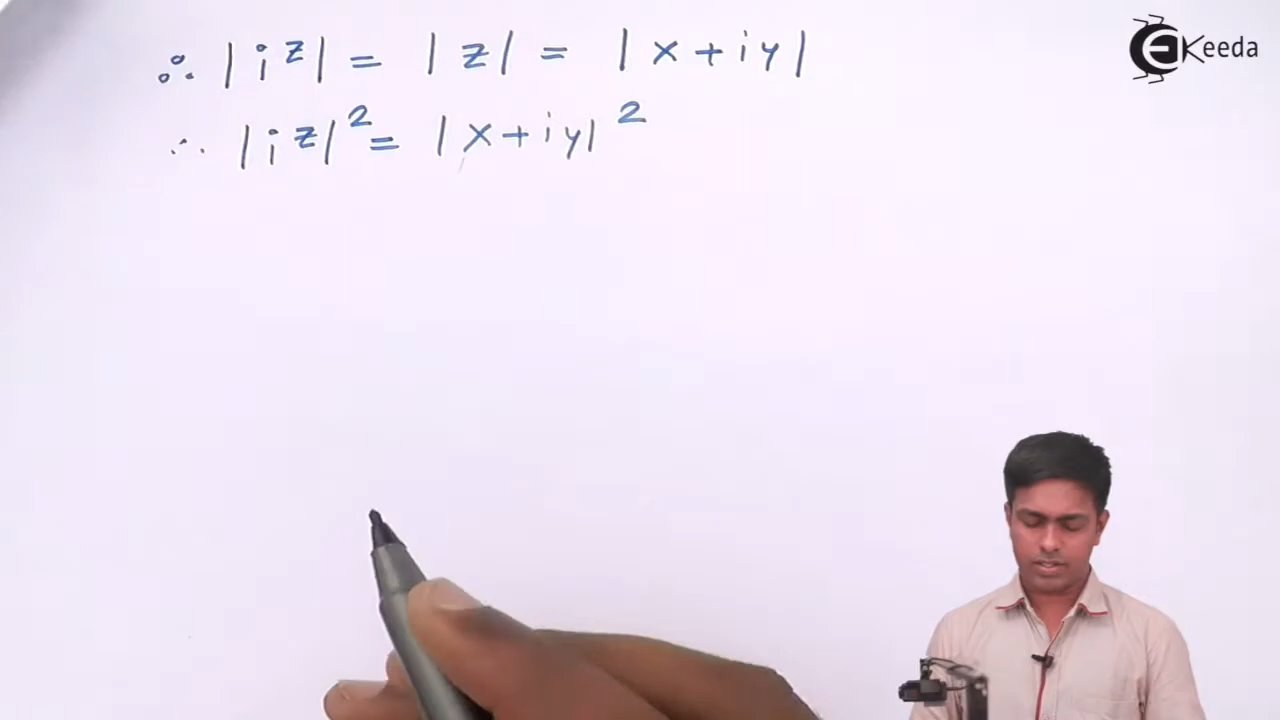 ∴ |iz| = |z| = |x+iy|
∴ |iz|² = |x+iy|²
Ekeeda